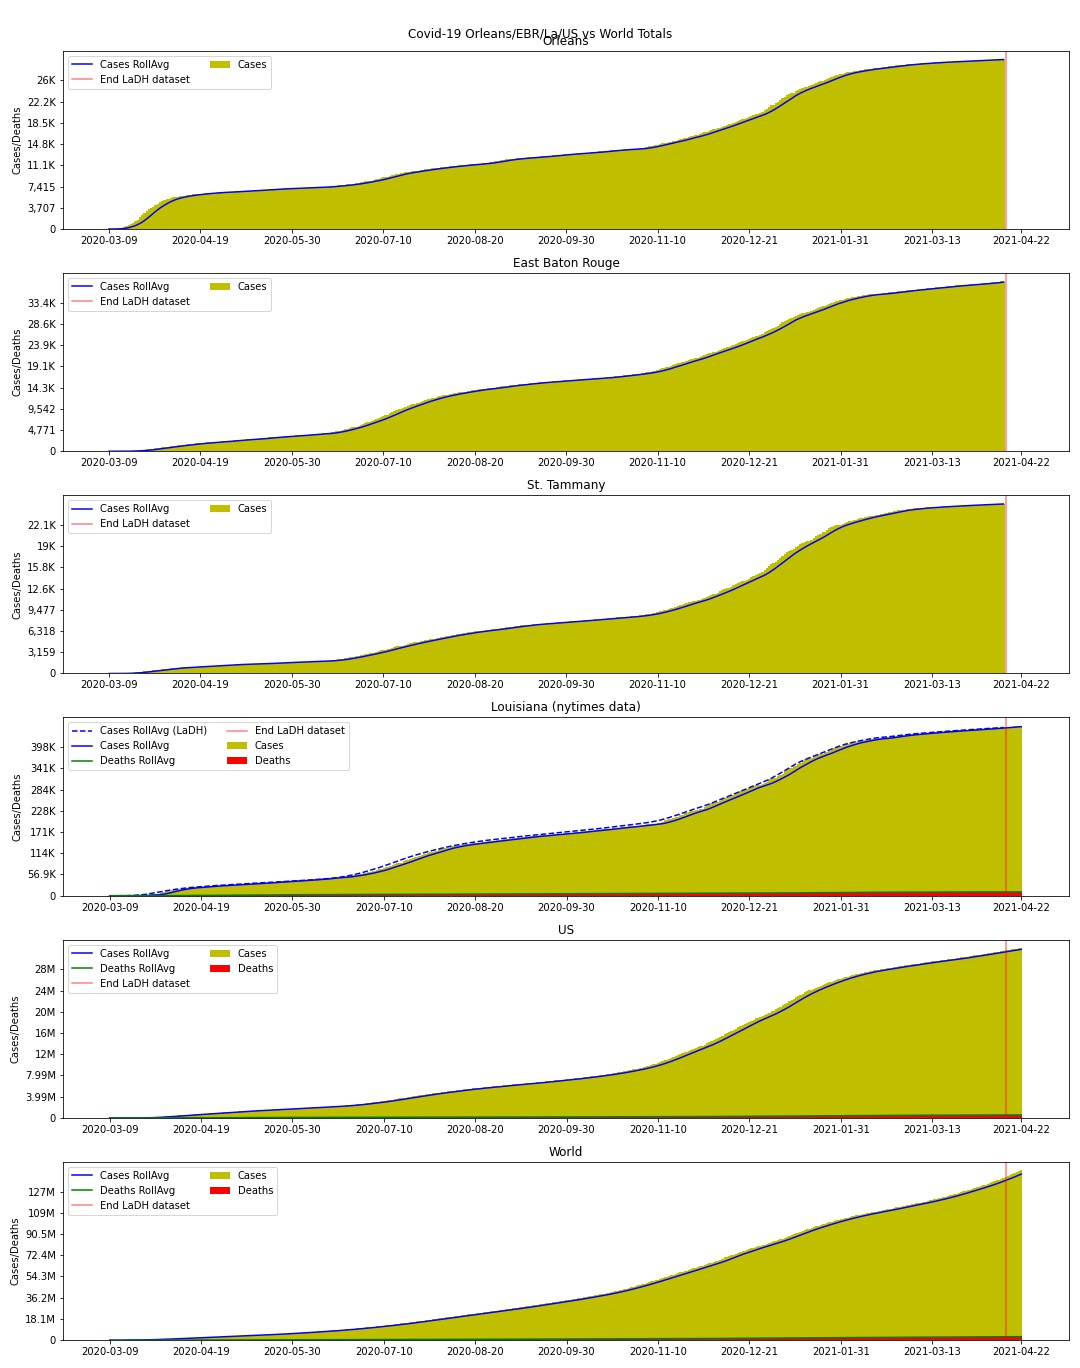 Covid-19 Orleans/EBR/La/US vs World Totals
Orleans
Cases RollAvg Cases
End LaDH dataset
Cases/Deaths
26K
22.2K
18.5K
14.8K
11.1K
7,415
3,707
0
2020-03-09 2020-04-19 2020-05-30 2020-07-10 2020-08-20 2020-09-30 2020-11-10 2020-12-21 2021-01-31 2021-03-13 2021-04-22
East Baton Rouge
Cases RollAvg Cases
End LaDH dataset
Cases/Deaths
33.4K
28.6K
23.9K
19.1K
14.3K
9,542
4,771
0
2020-03-09 2020-04-19 2020-05-30 2020-07-10 2020-08-20 2020-09-30 2020-11-10 2020-12-21 2021-01-31 2021-03-13 2021-04-22
St. Tammany
Cases RollAvg Cases
End LaDH dataset
Cases/Deaths
22.1K
19K
15.8K
12.6K
9,477
6,318
3,159
0
2020-03-09 2020-04-19 2020-05-30 2020-07-10 2020-08-20 2020-09-30 2020-11-10 2020-12-21 2021-01-31 2021-03-13 2021-04-22
Louisiana (nytimes data)
Cases RollAvg (LaDH) End LaDH dataset
Cases RollAvg Cases
Deaths RollAvg Deaths
Cases/Deaths
398K
341K
284K
228K
171K
114K
56.9K
0
2020-03-09 2020-04-19 2020-05-30 2020-07-10 2020-08-20 2020-09-30 2020-11-10 2020-12-21 2021-01-31 2021-03-13 2021-04-22
US
Cases RollAvg Cases
Deaths RollAvg Deaths
End LaDH dataset
Cases/Deaths
28M
24M
20M
16M
12M
7.99M
3.99M
0
2020-03-09 2020-04-19 2020-05-30 2020-07-10 2020-08-20 2020-09-30 2020-11-10 2020-12-21 2021-01-31 2021-03-13 2021-04-22
World
Cases RollAvg Cases
Deaths RollAvg Deaths
End LaDH dataset
Cases/Deaths
127M
109M
90.5M
72.4M
54.3M
36.2M
18.1M
0
2020-03-09 2020-04-19 2020-05-30 2020-07-10 2020-08-20 2020-09-30 2020-11-10 2020-12-21 2021-01-31 2021-03-13 2021-04-22